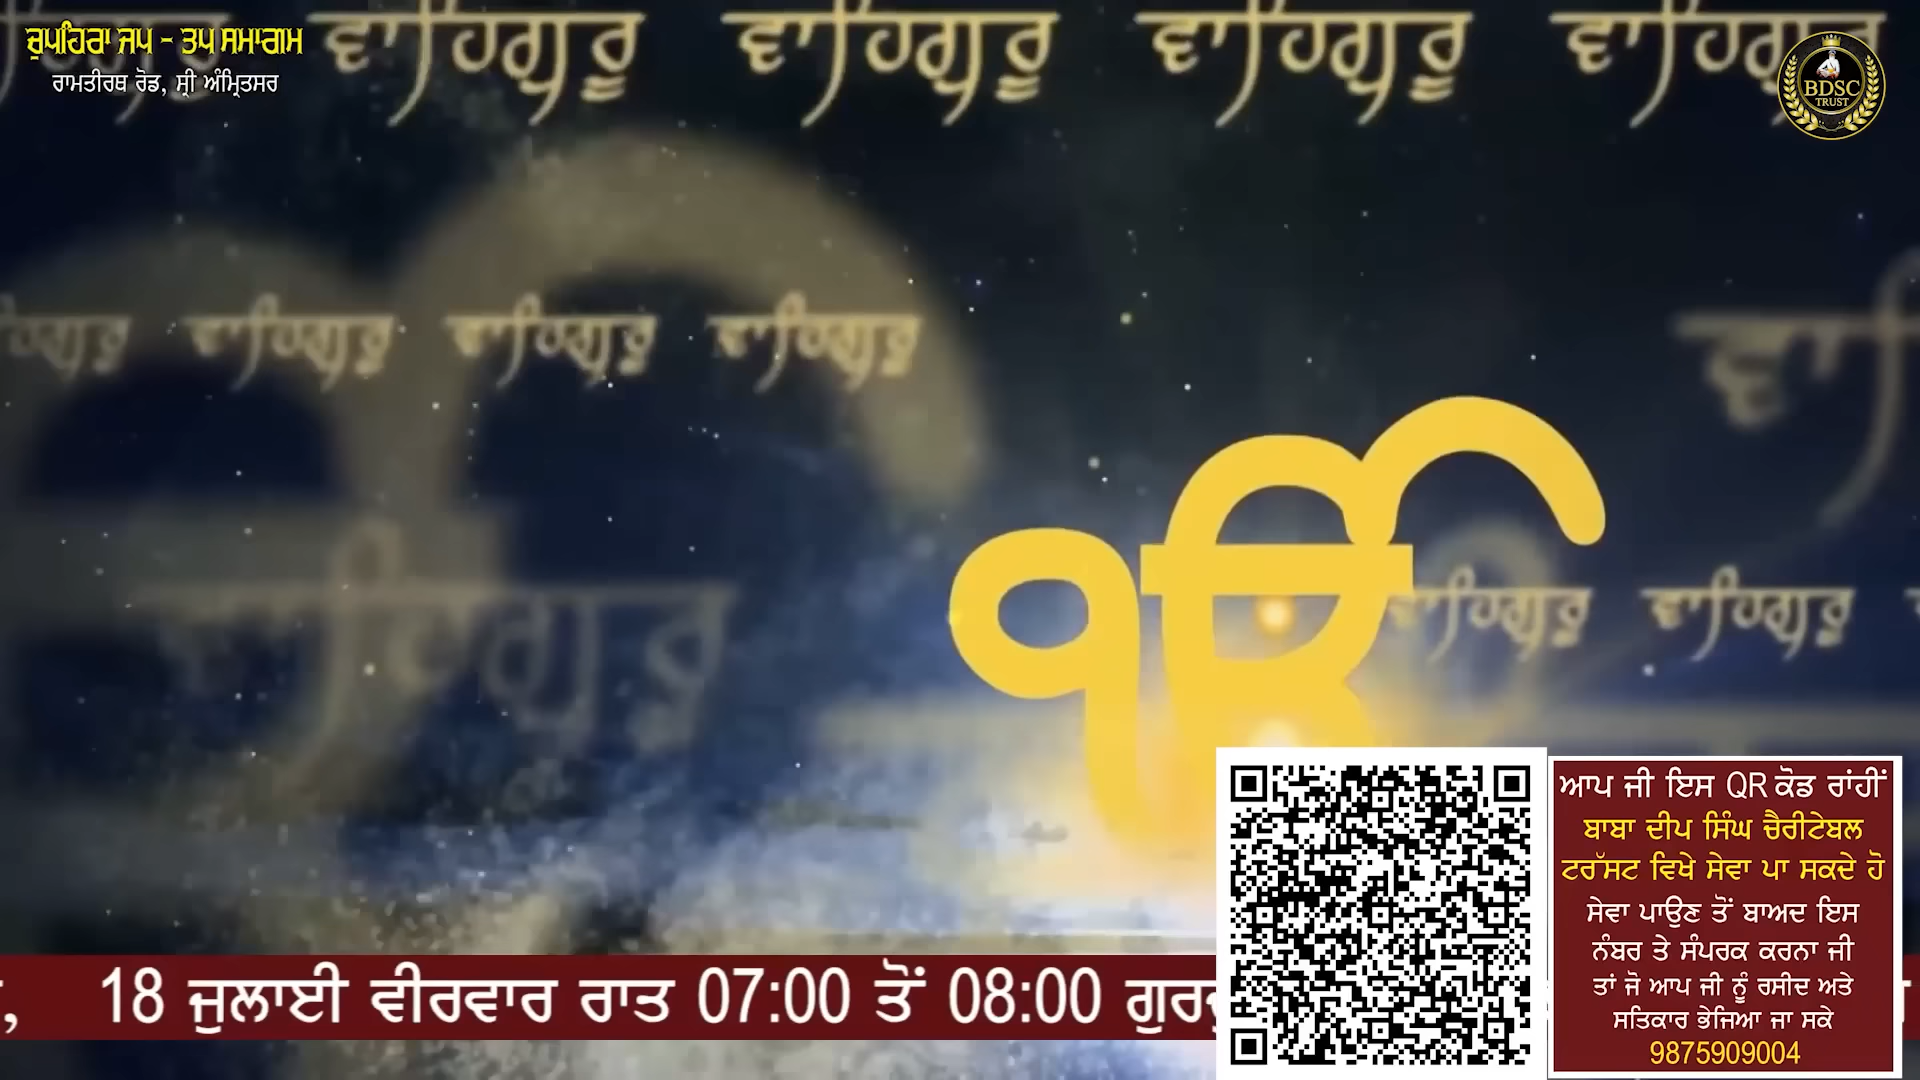 ਚੁਪਹਿਰਾ ਜਪ - ਤਪ ਸਮਾਗਮ
ਰਾਮਤੀਰਥ ਰੋਡ, ਸ੍ਰੀ ਅੰਮ੍ਰਿਤਸਰ
ਵਾਹਿਗੁਰੂ ਵਾਹਿਗੁਰੂ ਵਾਹਿਗੁਰੂ ਵਾਹਿਗੁਰੂ
BDSC
TRUST
ਵਾਹਿਗੁਰੂ ਵਾਹਿਗੁਰੂ ਵਾਹਿਗੁਰੂ
ੴ
ਵਾਹਿਗੁਰੂ ਵਾਹਿਗੁਰੂ
ਵਾਹਿਗੁਰੂ
ਆਪ ਜੀ ਇਸ QR ਕੋਡ ਰਾਂਹੀਂ
ਬਾਬਾ ਦੀਪ ਸਿੰਘ ਚੈਰੀਟੇਬਲ
ਟਰੱਸਟ ਵਿਖੇ ਸੇਵਾ ਪਾ ਸਕਦੇ ਹੋ
ਸੇਵਾ ਪਾਉਣ ਤੋਂ ਬਾਅਦ ਇਸ
ਨੰਬਰ ਤੇ ਸੰਪਰਕ ਕਰਨਾ ਜੀ
ਤਾਂ ਜੋ ਆਪ ਜੀ ਨੂੰ ਰਸੀਦ ਅਤੇ
ਸਤਿਕਾਰ ਭੇਜਿਆ ਜਾ ਸਕੇ
9875909004
18 ਜੁਲਾਈ ਵੀਰਵਾਰ ਰਾਤ 07:00 ਤੋਂ 08:00